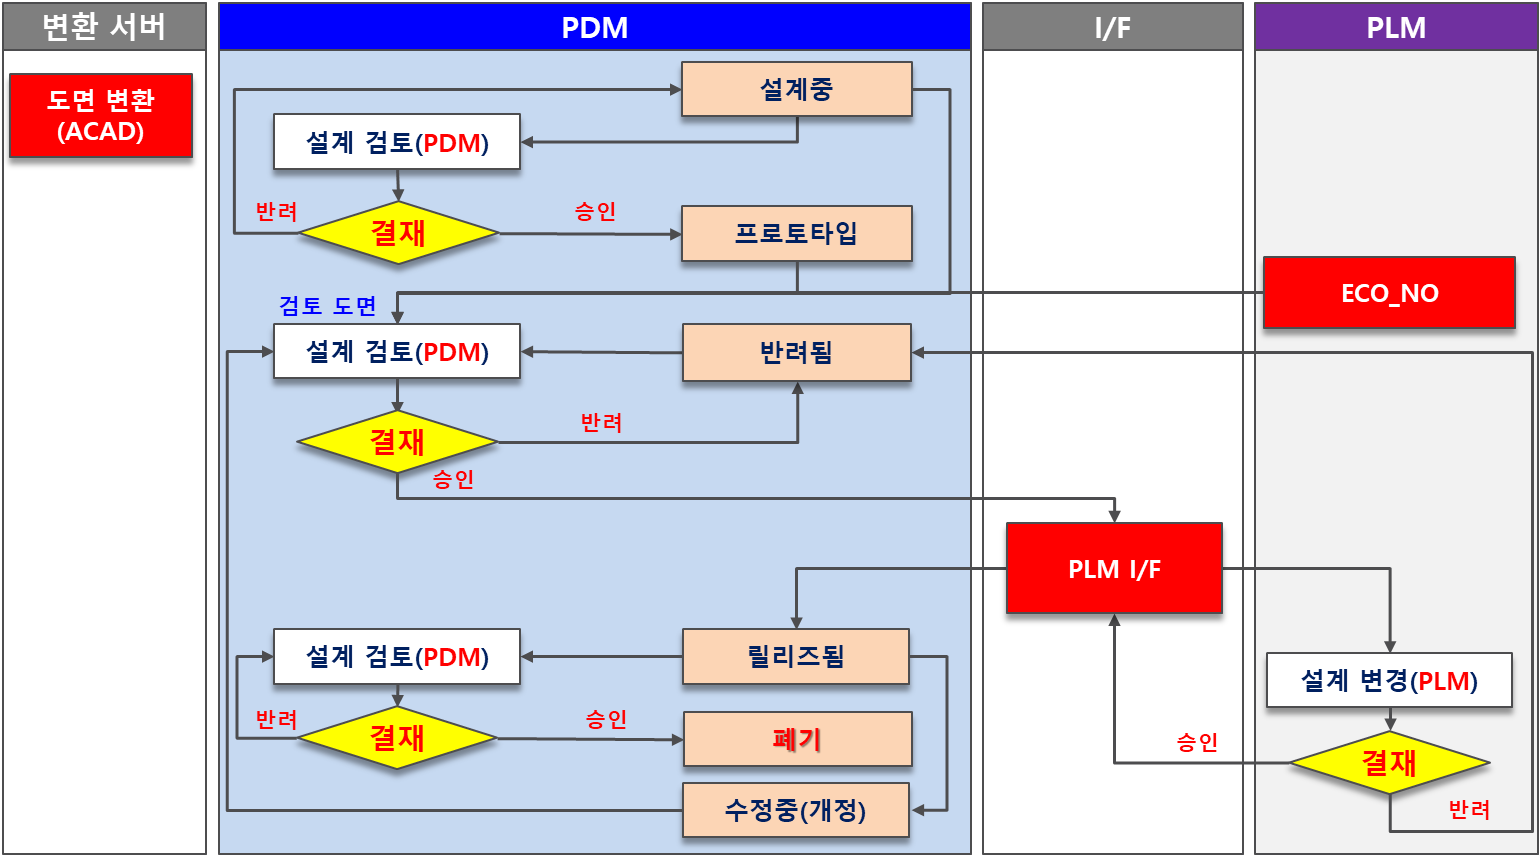 변환 서버
PDM
I/F
PLM
도면 변환
(ACAD)
설계중
설계 검토(PDM)
반려
결재
승인
프로토타입
ECO_NO
검토 도면
설계 검토(PDM)
반려됨
결재
반려
승인
PLM I/F
설계 검토(PDM)
릴리즈됨
설계 변경(PLM)
반려
결재
승인
폐기
승인
결재
수정중(개정)
반려